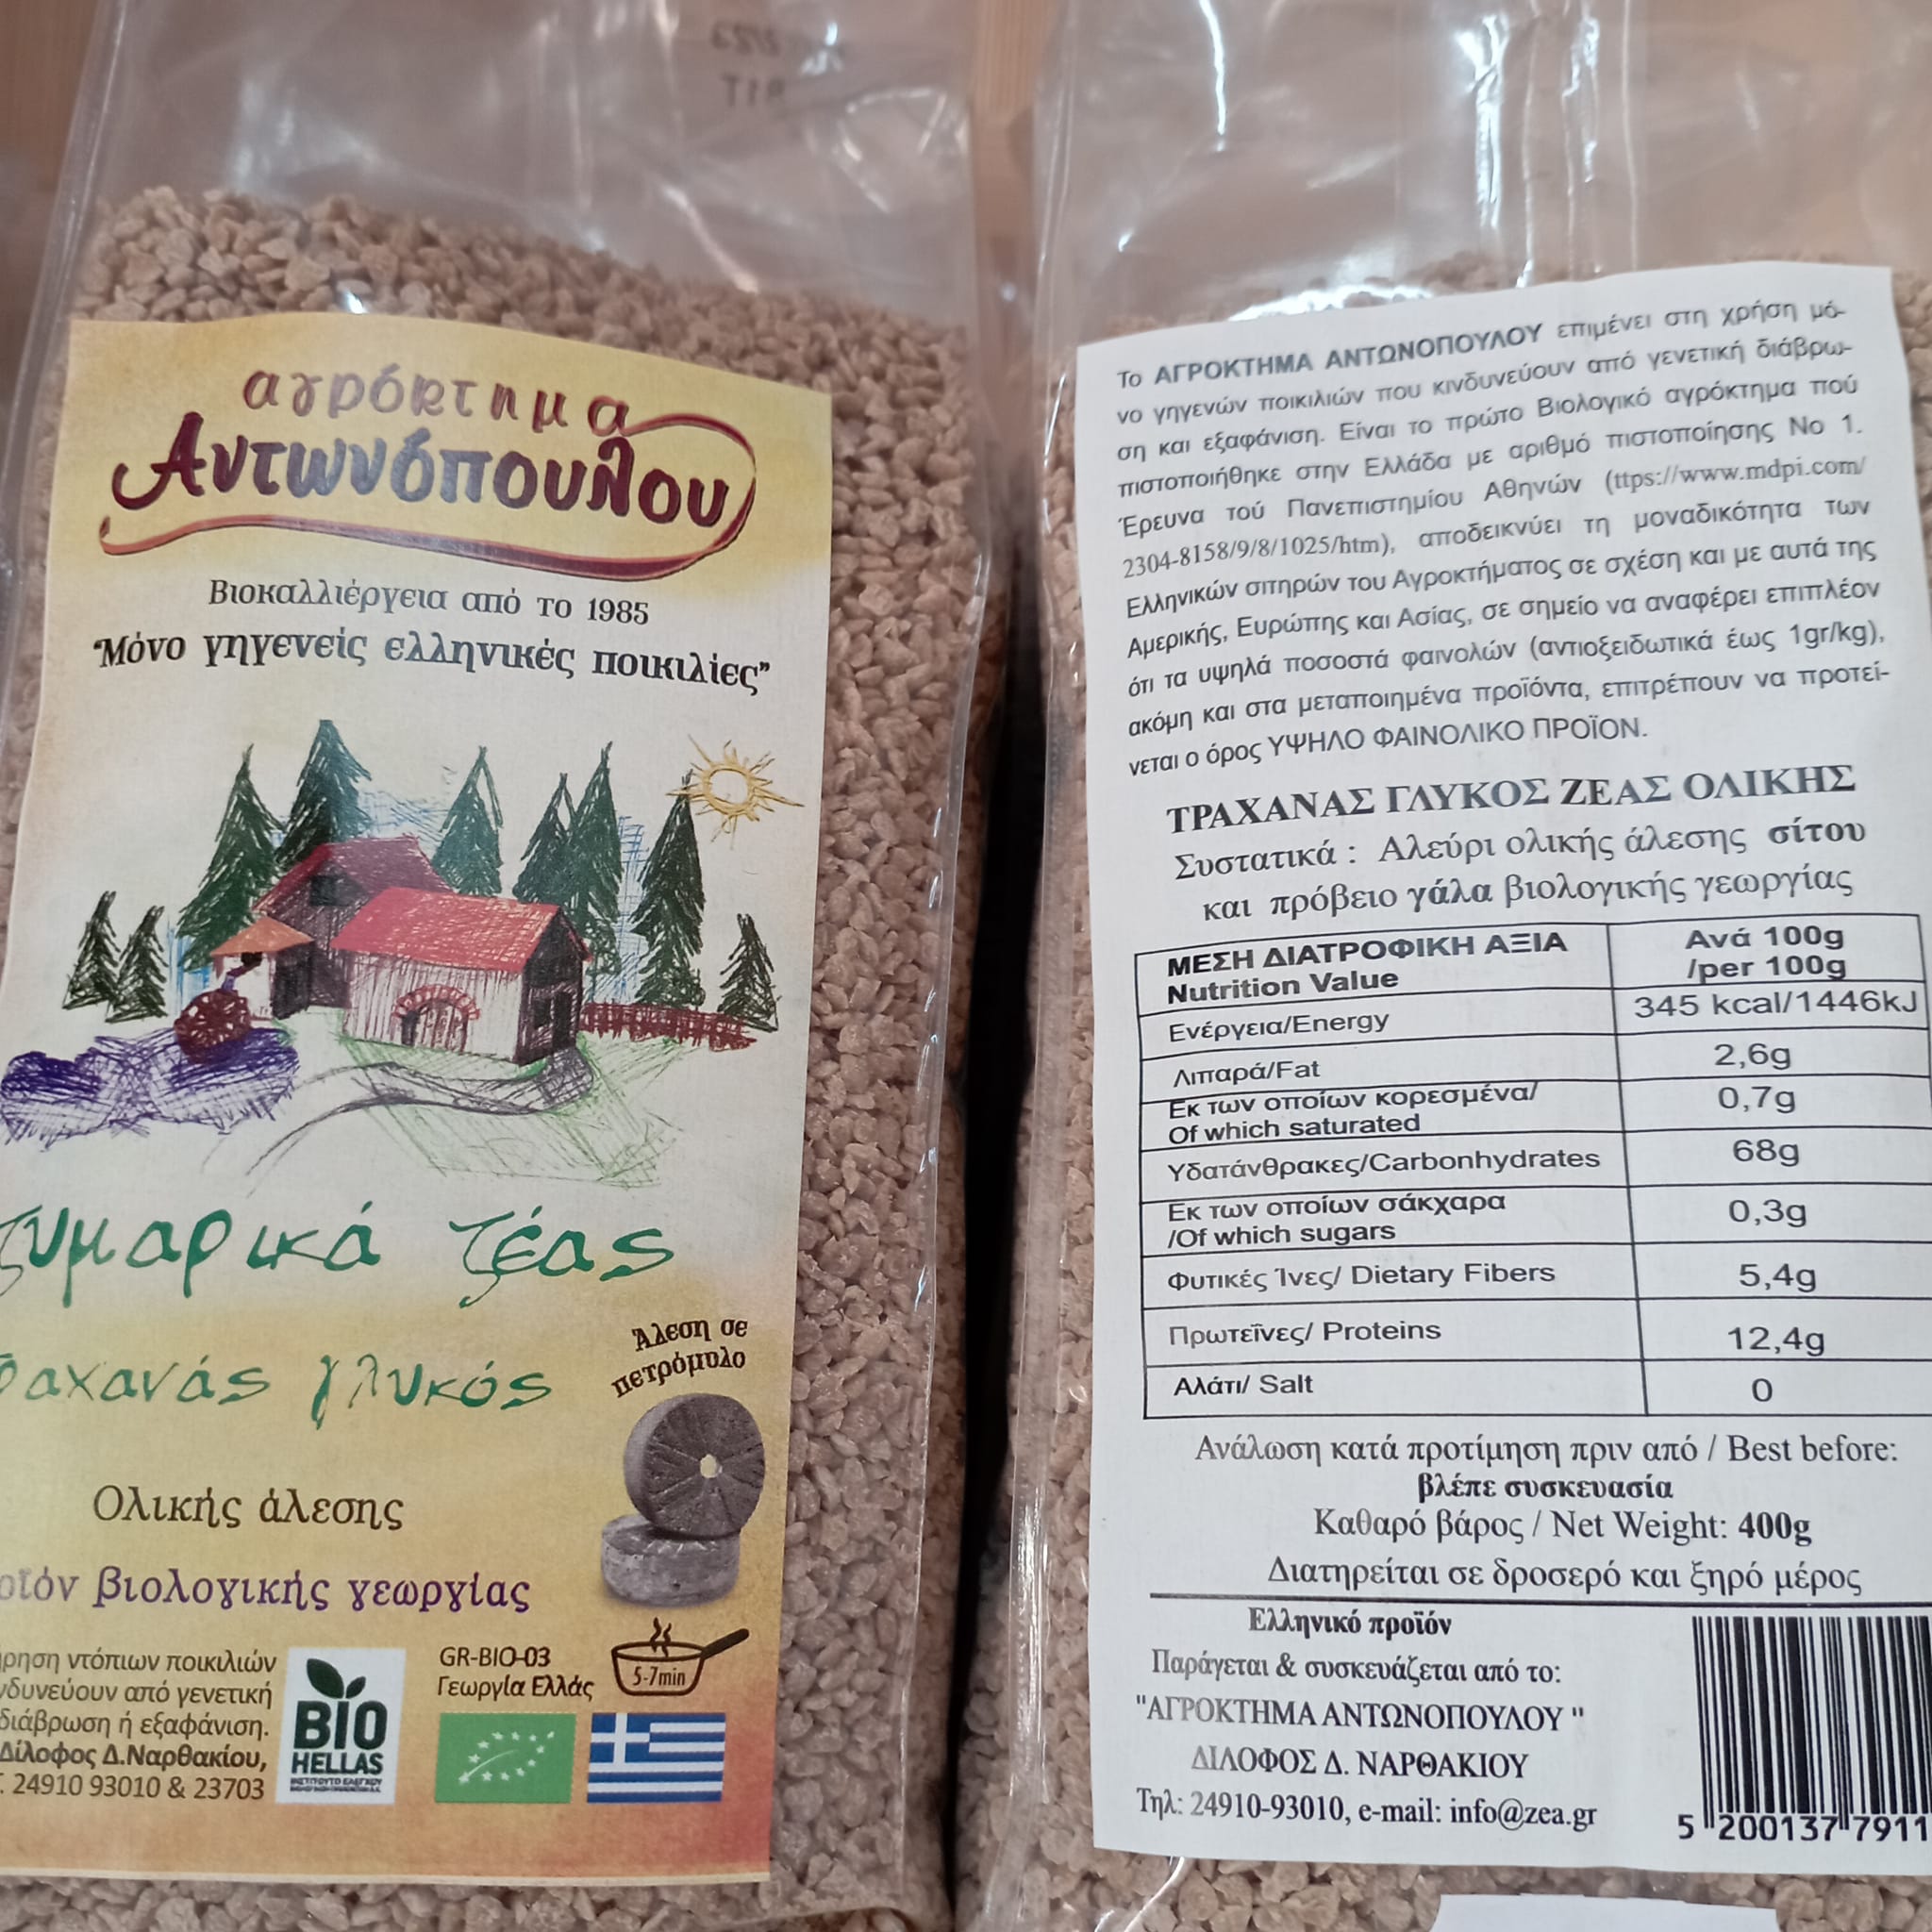 αγρόκτημα
Αντωνόπουλου
Βιοκαλλιέργεια από το 1985
"Μόνο γηγενείς ελληνικές ποικιλίες"
ζυμαρικά ζέας
Άλεση σε
πετρόμυλο
ραχανάς γλυκός
Ολικής άλεσης
οϊόν βιολογικής γεωργίας
ρηση ντόπιων ποικιλιών
νδυνεύουν από γενετική
διάβρωση ή εξαφάνιση.
Δίλοφος Δ.Ναρθακίου,
. 24910 93010 & 23703
BIO
HELLAS
GR-BIO-03
Γεωργία Ελλάς
5-7min
Το ΑΓΡΟΚΤΗΜΑ ΑΝΤΩΝΟΠΟΥΛΟΥ επιμένει στη χρήση μό-
νο γηγενών ποικιλιών που κινδυνεύουν από γενετική διάβρω-
ση και εξαφάνιση. Είναι το πρώτο Βιολογικό αγρόκτημα πού
πιστοποιήθηκε στην Ελλάδα με αριθμό πιστοποίησης Νο 1.
Έρευνα τού Πανεπιστημίου Αθηνών (ttps://www.mdpi.com/
2304-8158/9/8/1025/htm), αποδεικνύει τη μοναδικότητα των
Ελληνικών σιτηρών του Αγροκτήματος σε σχέση και με αυτά της
Αμερικής, Ευρώπης και Ασίας, σε σημείο να αναφέρει επιπλέον
ότι τα υψηλά ποσοστά φαινολών (αντιοξειδωτικά έως 1gr/kg),
ακόμη και στα μεταποιημένα προϊόντα, επιτρέπουν να προτεί-
νεται ο όρος ΥΨΗΛΟ ΦΑΙΝΟΛΙΚΟ ΠΡΟΪΟΝ.
ΤΡΑΧΑΝΑΣ ΓΛΥΚΟΣ ΖΕΑΣ ΟΛΙΚΗΣ
Συστατικά : Αλεύρι ολικής άλεσης σίτου
και πρόβειο γάλα βιολογικής γεωργίας
ΜΕΣΗ ΔΙΑΤΡΟΦΙΚΗ ΑΞΙΑ Ανά 100g
Nutrition Value /per 100g
Ενέργεια/Energy 345 kcal/1446kJ
Λιπαρά/Fat 2,6g
Εκ των οποίων κορεσμένα/ 0,7g
Of which saturated
Υδατάνθρακες/Carbonhydrates 68g
Εκ των οποίων σάκχαρα 0,3g
/Of which sugars
Φυτικές Ίνες/ Dietary Fibers 5,4g
Πρωτεΐνες/ Proteins 12,4g
Αλάτι/ Salt 0
Ανάλωση κατά προτίμηση πριν από / Best before:
βλέπε συσκευασία
Καθαρό βάρος / Net Weight: 400g
Διατηρείται σε δροσερό και ξηρό μέρος
Ελληνικό προϊόν
Παράγεται & συσκευάζεται από το:
"ΑΓΡΟΚΤΗΜΑ ΑΝΤΩΝΟΠΟΥΛΟΥ "
ΔΙΛΟΦΟΣ Δ. ΝΑΡΘΑΚΙΟΥ
Τηλ: 24910-93010, e-mail: info@zea.gr
5 200137 7911